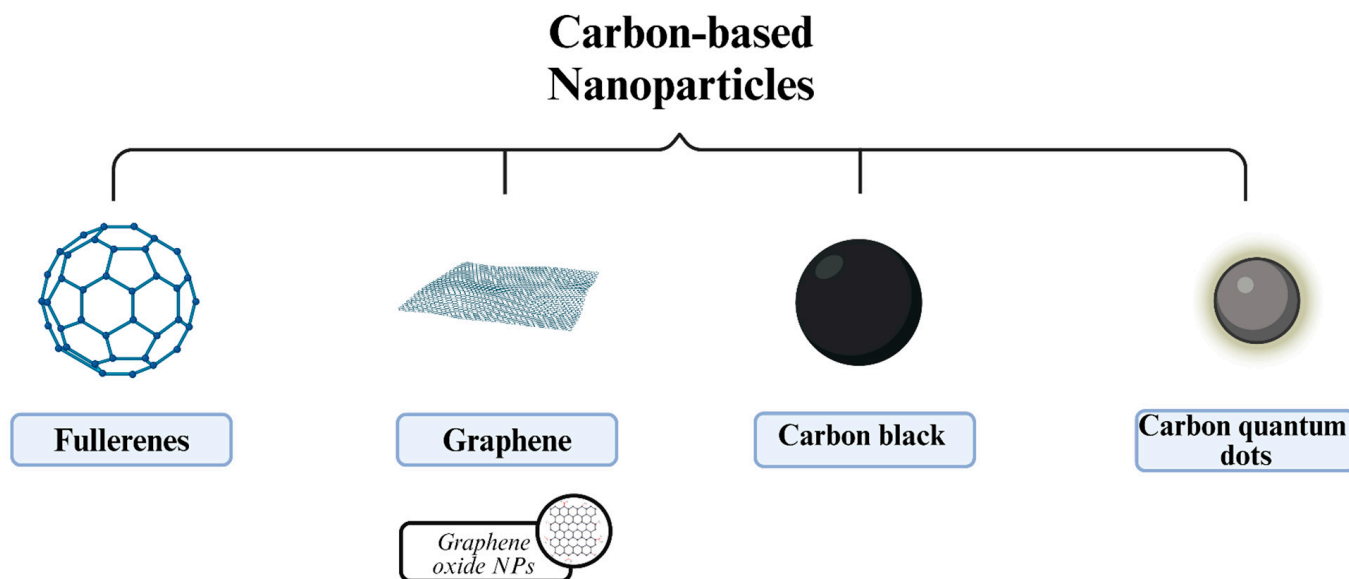 Carbon-based
Nanoparticles
Fullerenes
Graphene
Carbon black
Carbon quantum
dots
Graphene
oxide NPs